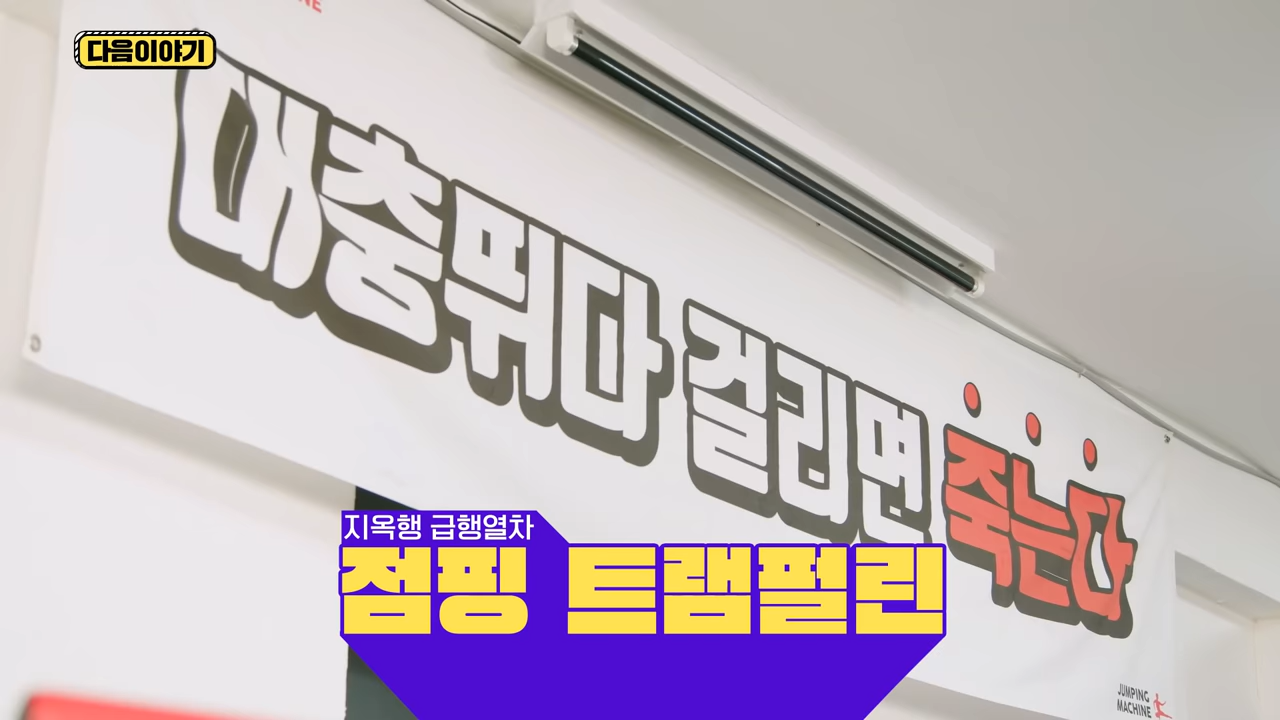 다음이야기
대충뛰다 걸리면 죽는다
지옥행 급행열차
점핑 트램펄린
JUMPING
MACHINE